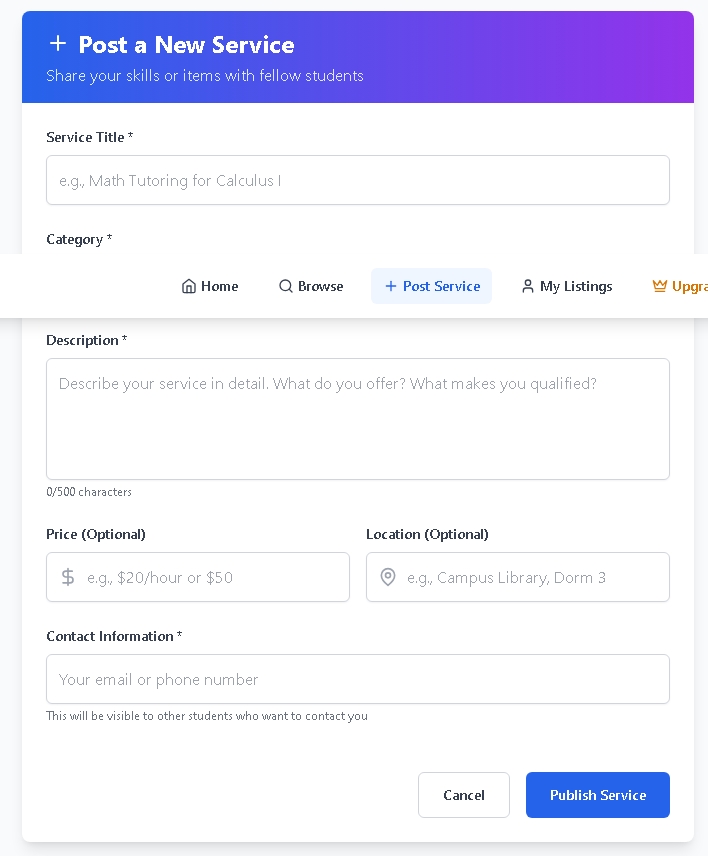 Post a New Service
Share your skills or items with fellow students
Service Title *
e.g., Math Tutoring for Calculus I
Category *
Home Browse + Post Service My Listings Upgra
Description *
Describe your service in detail. What do you offer? What makes you qualified?
0/500 characters
Price (Optional) Location (Optional)
$ e.g., $20/hour or $50 e.g., Campus Library, Dorm 3
Contact Information *
Your email or phone number
This will be visible to other students who want to contact you
Cancel Publish Service